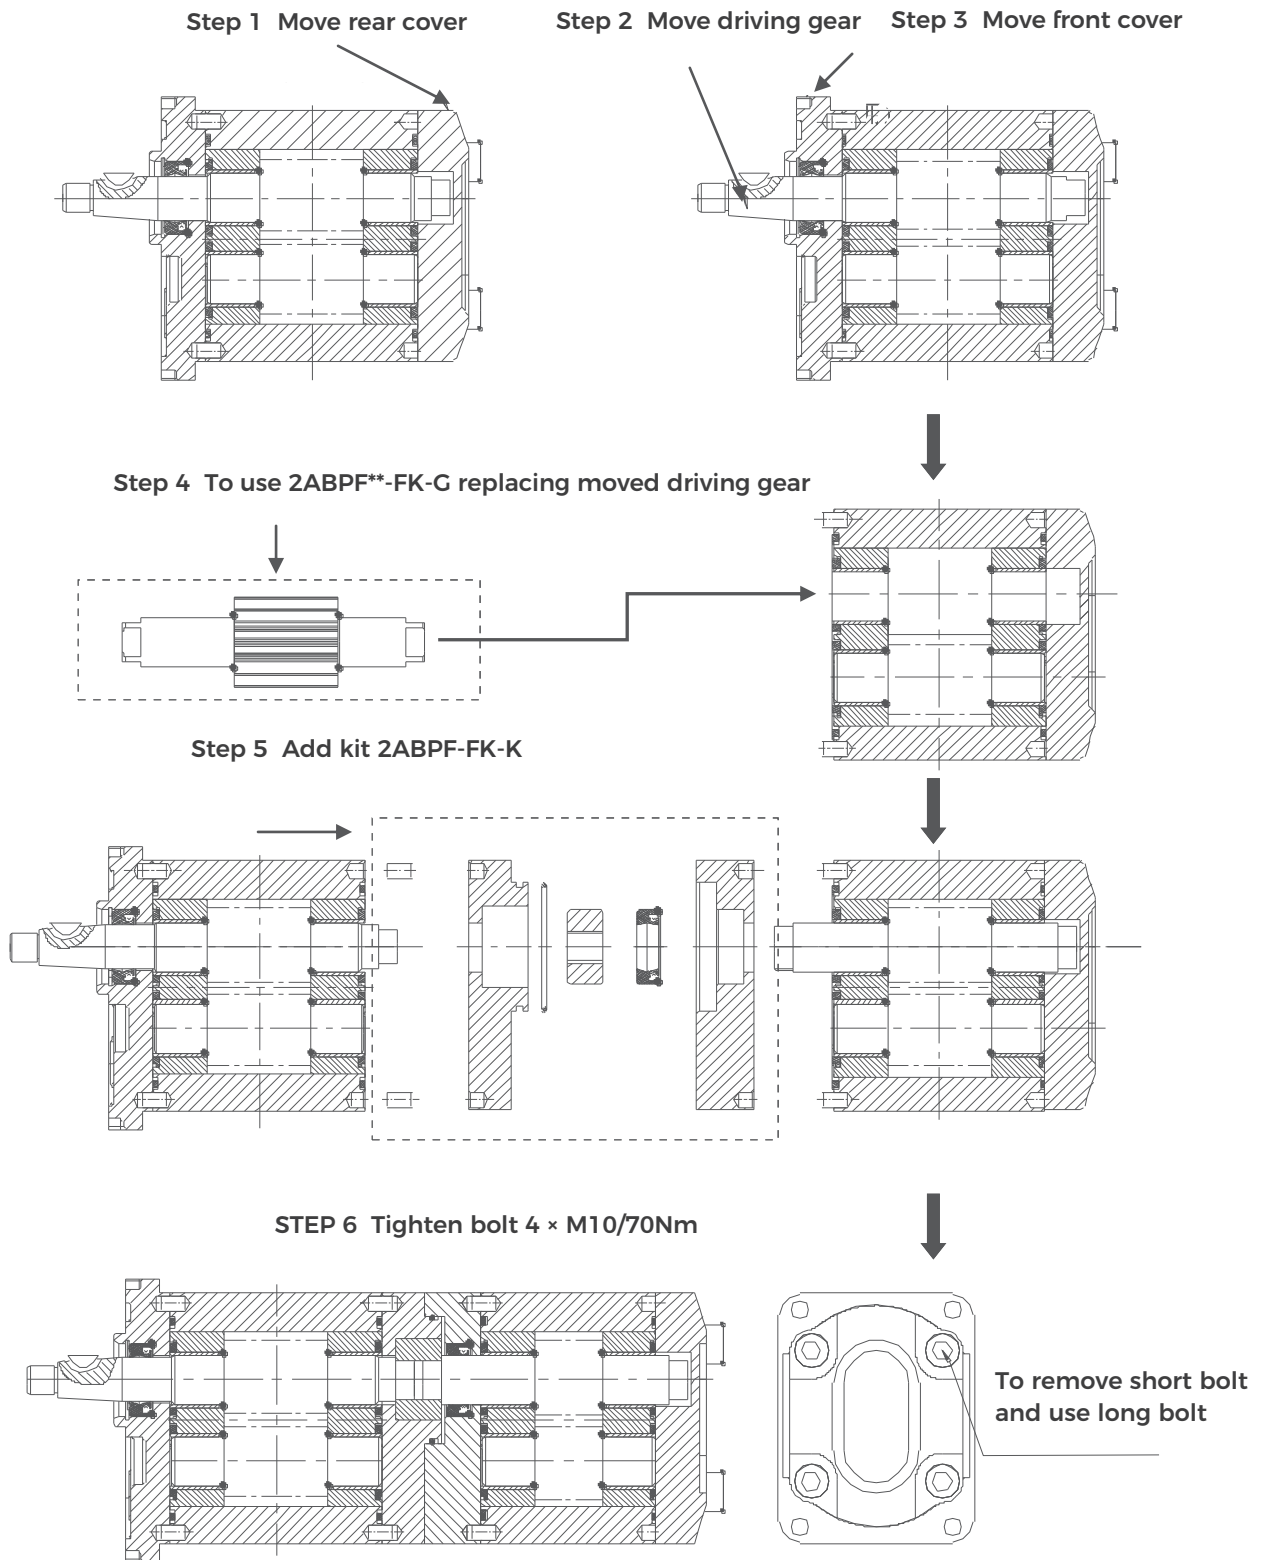 Step 1 Move rear cover
Step 2 Move driving gear
Step 3 Move front cover
Step 4 To use 2ABPF**-FK-G replacing moved driving gear
Step 5 Add kit 2ABPF-FK-K
STEP 6 Tighten bolt 4 × M10/70Nm
To remove short bolt
and use long bolt